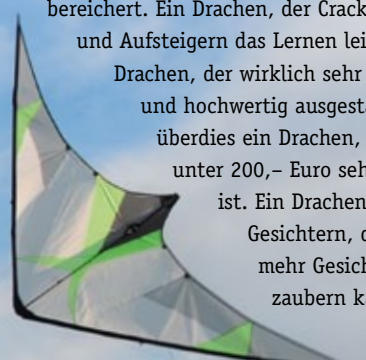 bereichert. Ein Drachen, der Crack
und Aufsteigern das Lernen lei
Drachen, der wirklich sehr
und hochwertig ausgest
überdies ein Drachen,
unter 200,– Euro seh
ist. Ein Drachen
Gesichtern, d
mehr Gesich
zaubern k